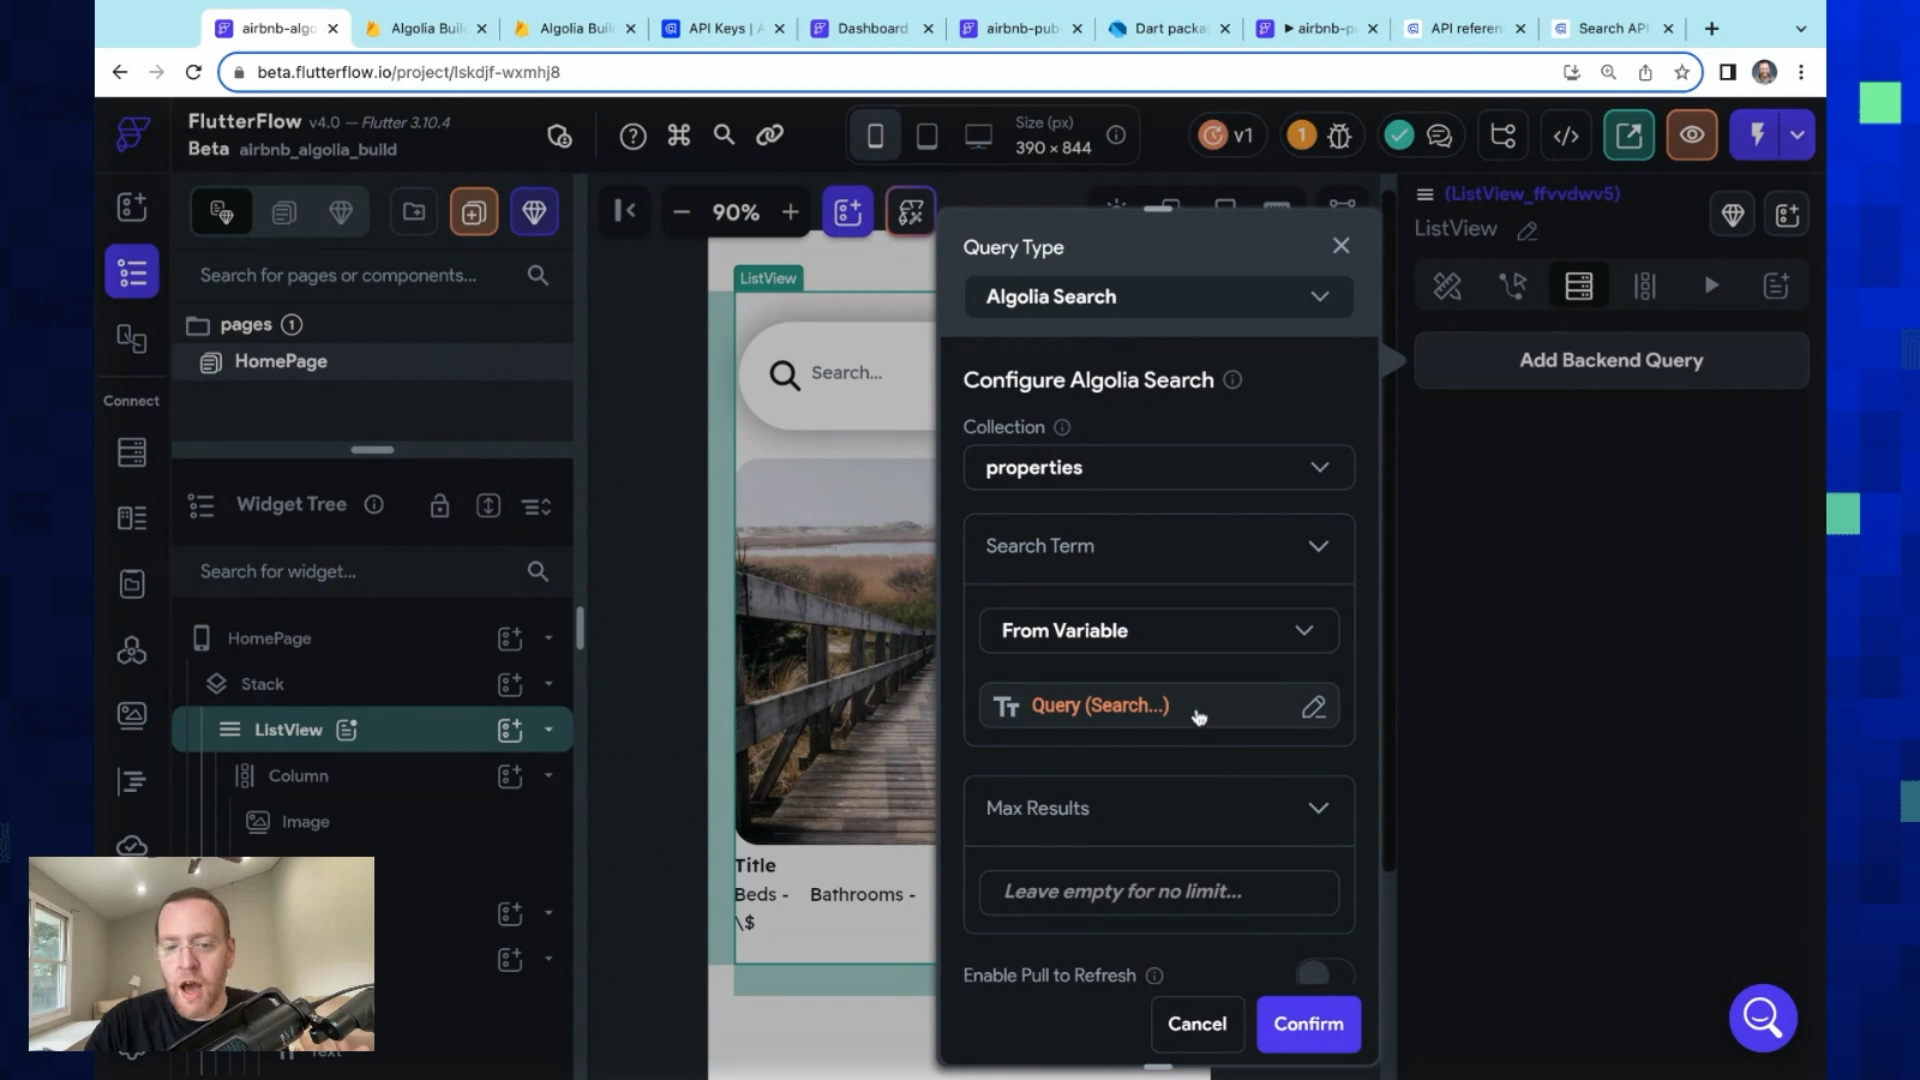 airbnb-algo
Algolia Buil
Algolia Buil
API Keys | A
Dashboard
airbnb-pub
Dart packa
airbnb-p
API referen
Search API
beta.flutterflow.io/project/lskdjf-wxmhj8
FlutterFlow v4.0 — Flutter 3.10.4
Beta airbnb_algolia_build
Size (px)
390 × 844
v1
1
90%
(ListView_ffvvdwv5)
ListView
Search for pages or components...
pages 1
HomePage
Connect
Widget Tree
Search for widget...
HomePage
Stack
ListView
Column
Image
Text
ListView
Search...
Title
Beds - Bathrooms -
\$
Query Type
Algolia Search
Configure Algolia Search
Collection
properties
Search Term
From Variable
Query (Search...)
Max Results
Leave empty for no limit...
Enable Pull to Refresh
Cancel
Confirm
Add Backend Query